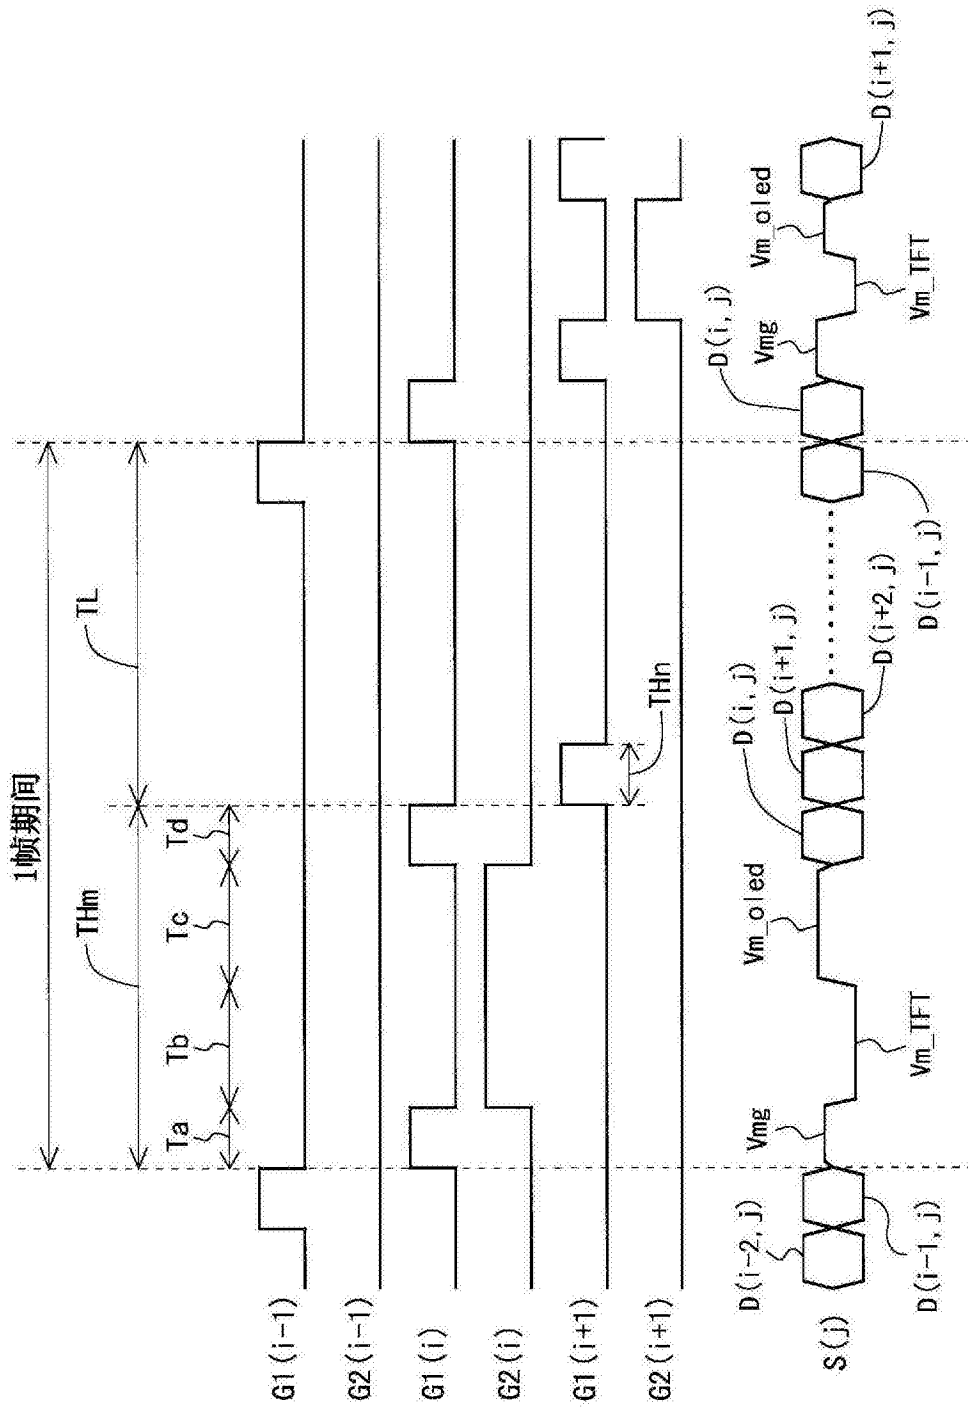 1帧期间
THm
TL
Ta
Tb
Tc
Td
G1(i-1)
G2(i-1)
G1(i)
G2(i)
G1(i+1)
THn
G2(i+1)
D(i-2,j)
Vmg
Vm_oled
D(i,j)
D(i+1,j)
D(i,j)
Vmg
Vm_oled
S(j)
D(i-1,j)
Vm_TFT
D(i+2,j)
D(i-1,j)
Vm_TFT
D(i+1,j)